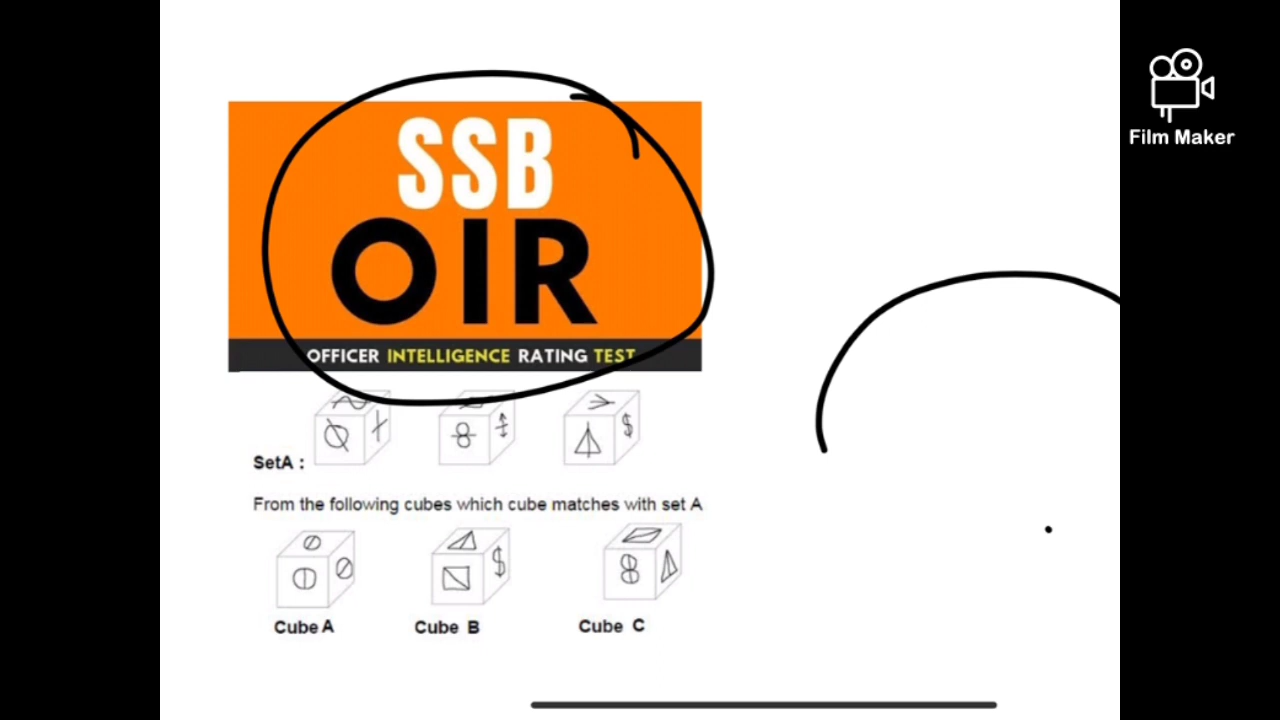 SSB
OIR
OFFICER INTELLIGENCE RATING TEST
Film Maker
SetA :
From the following cubes which cube matches with set A
Cube A
Cube B
Cube C